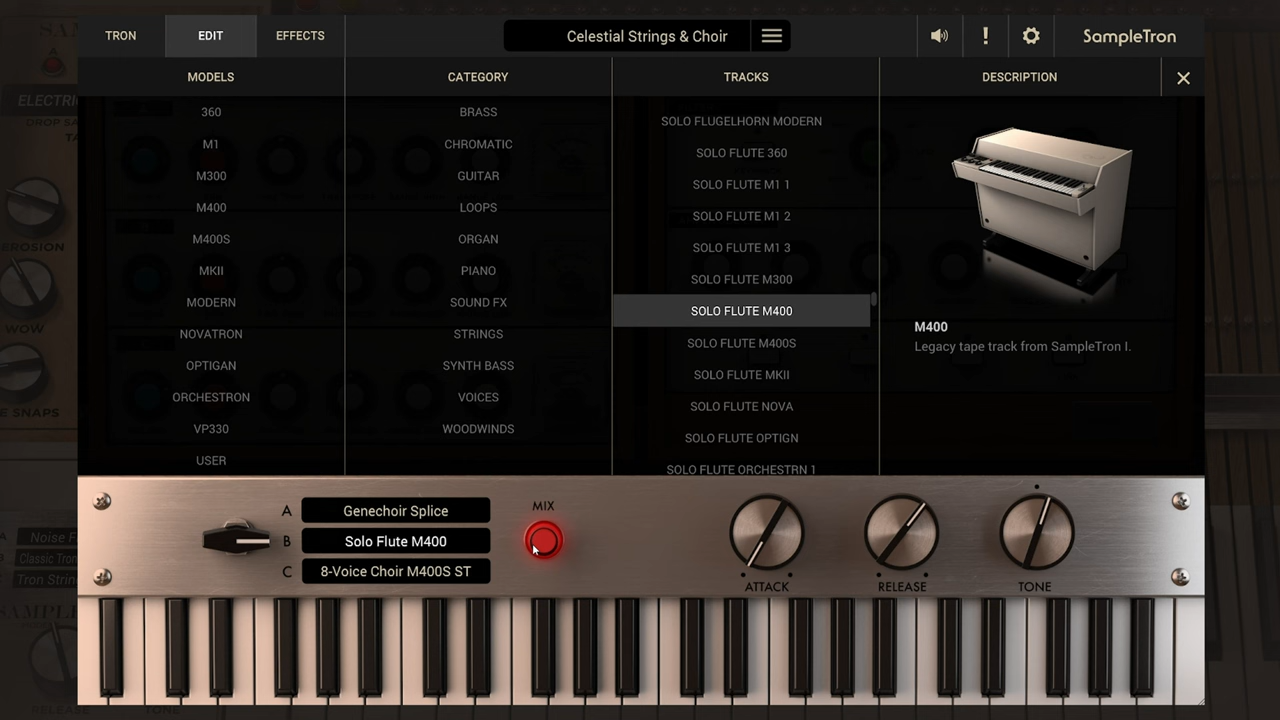 TRON
EDIT
EFFECTS
Celestial Strings & Choir
!
SampleTron
MODELS
CATEGORY
TRACKS
DESCRIPTION
360
M1
M300
M400
M400S
MKII
MODERN
NOVATRON
OPTIGAN
ORCHESTRON
VP330
USER
BRASS
CHROMATIC
GUITAR
LOOPS
ORGAN
PIANO
SOUND FX
STRINGS
SYNTH BASS
VOICES
WOODWINDS
SOLO FLUGELHORN MODERN
SOLO FLUTE 360
SOLO FLUTE M1 1
SOLO FLUTE M1 2
SOLO FLUTE M1 3
SOLO FLUTE M300
SOLO FLUTE M400
SOLO FLUTE M400S
SOLO FLUTE MKII
SOLO FLUTE NOVA
SOLO FLUTE OPTIGN
SOLO FLUTE ORCHESTRN 1
M400
Legacy tape track from SampleTron I.
A
Genechoir Splice
B
Solo Flute M400
C
8-Voice Choir M400S ST
MIX
ATTACK
RELEASE
TONE
EROSION
WOW
E SNAPS
RELEASE
TONE